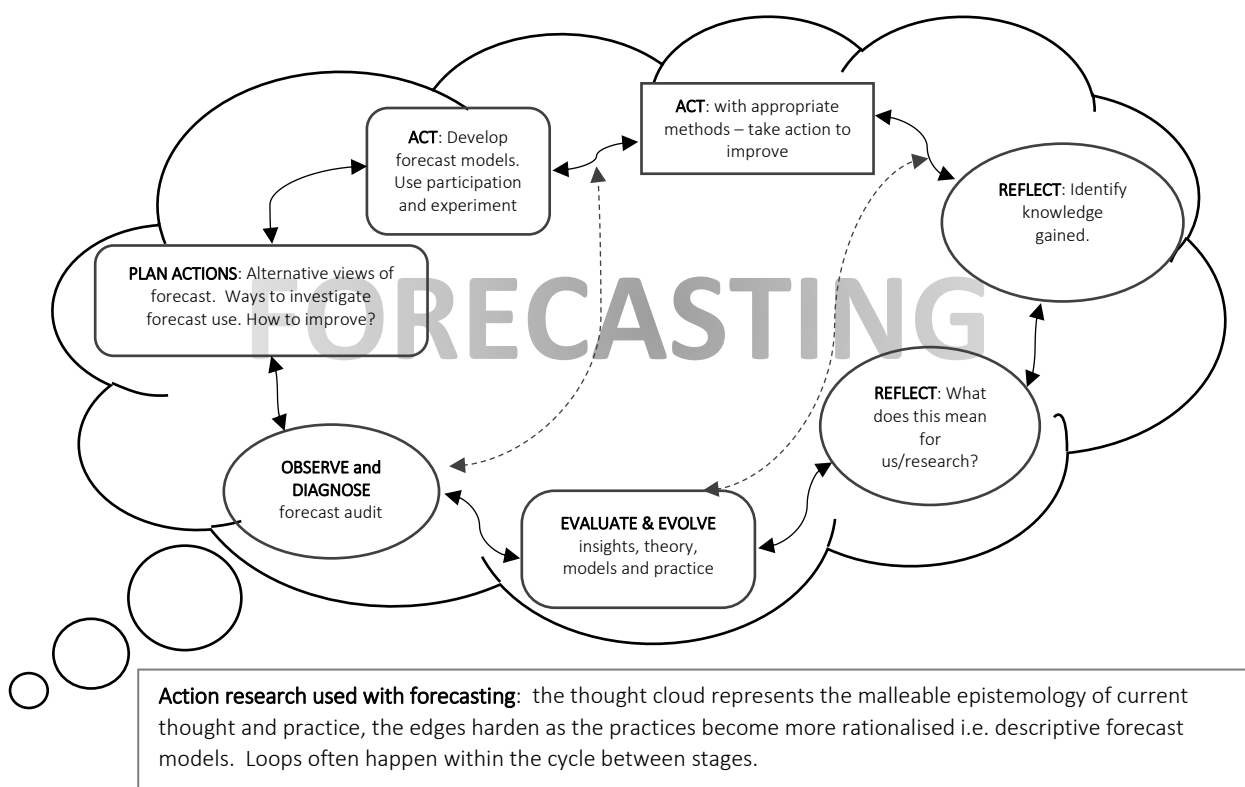 ACT: with appropriate
methods – take action to
improve
ACT: Develop
forecast models.
Use participation
and experiment
REFLECT: Identify
knowledge
gained.
PLAN ACTIONS: Alternative views of
forecast. Ways to investigate
forecast use. How to improve?
FORECASTING
REFLECT: What
does this mean
for
us/research?
OBSERVE and
DIAGNOSE
forecast audit
EVALUATE & EVOLVE
insights, theory,
models and practice
Action research used with forecasting: the thought cloud represents the malleable epistemology of current
thought and practice, the edges harden as the practices become more rationalised i.e. descriptive forecast
models. Loops often happen within the cycle between stages.